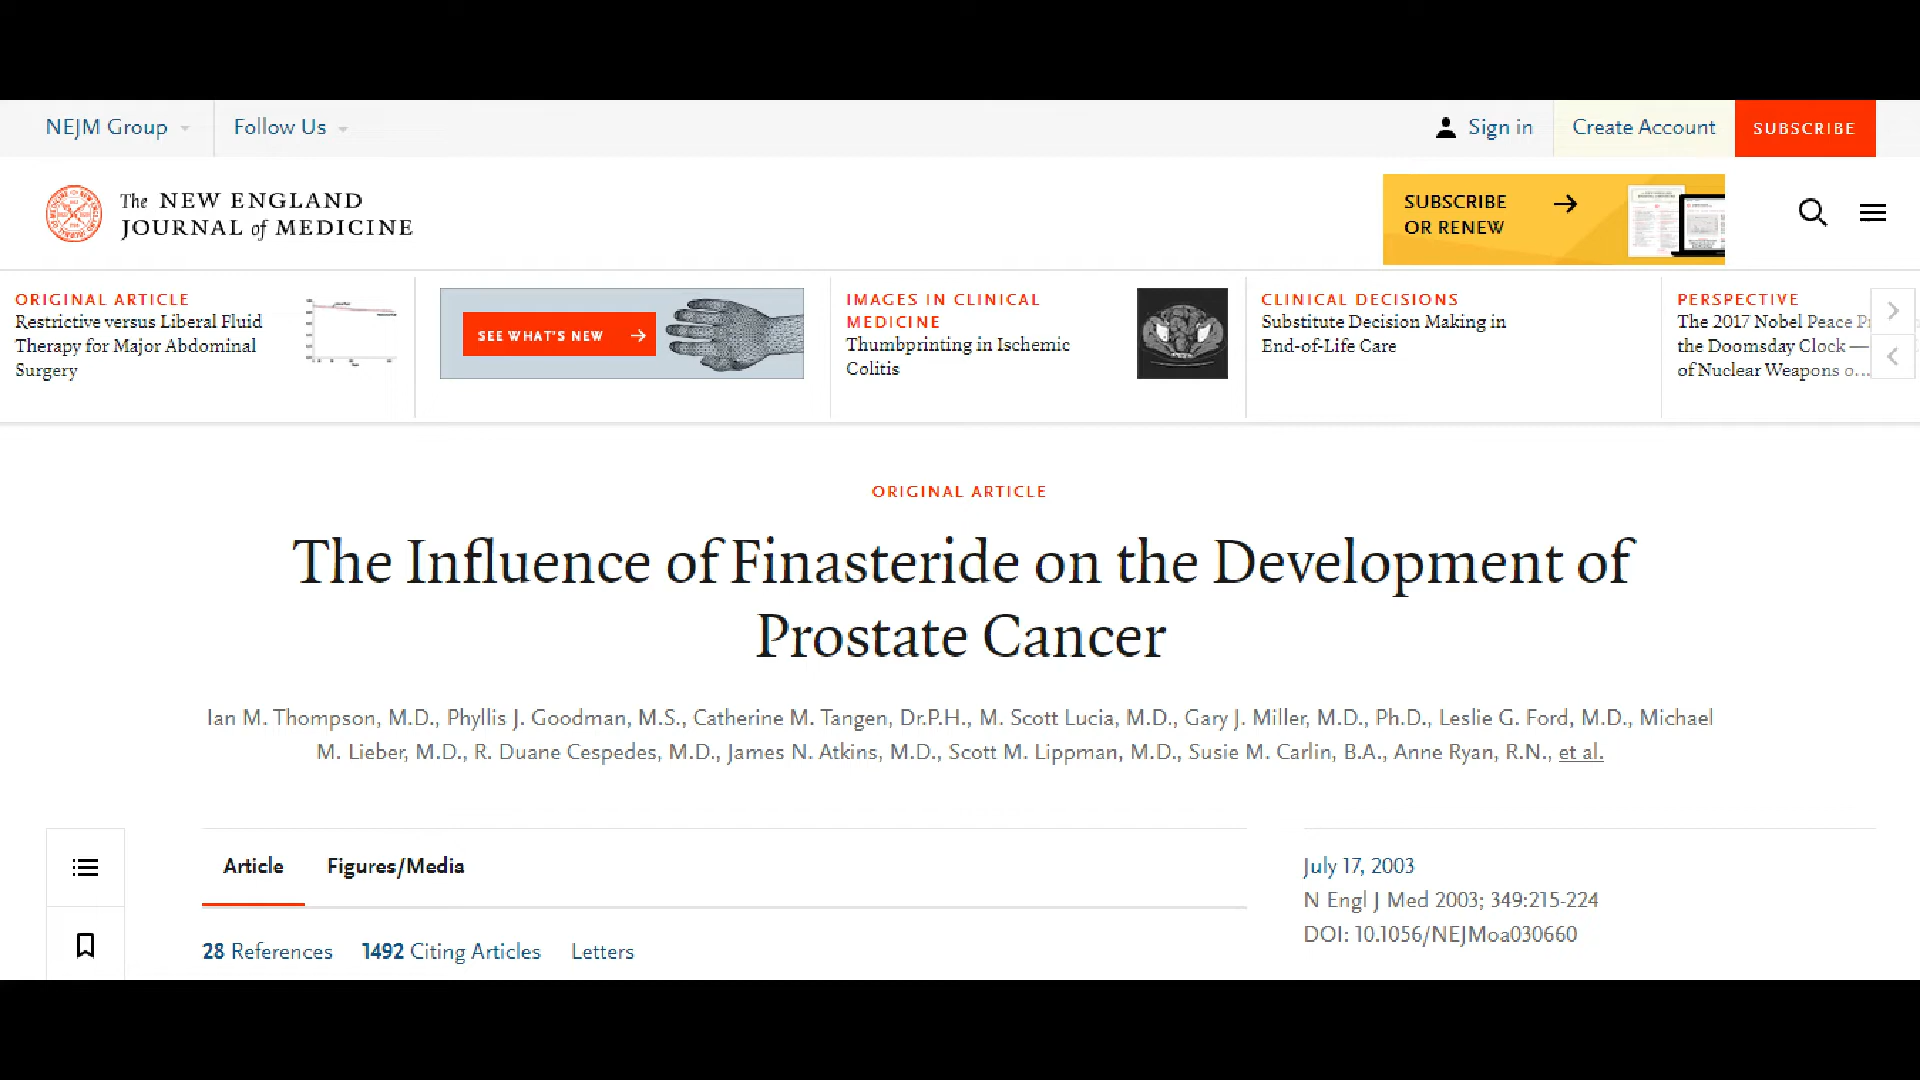 NEJM Group
Follow Us
Sign in
Create Account
SUBSCRIBE
The NEW ENGLAND
JOURNAL of MEDICINE
SUBSCRIBE
OR RENEW
ORIGINAL ARTICLE
Restrictive versus Liberal Fluid
Therapy for Major Abdominal
Surgery
SEE WHAT'S NEW
IMAGES IN CLINICAL
MEDICINE
Thumbprinting in Ischemic
Colitis
CLINICAL DECISIONS
Substitute Decision Making in
End-of-Life Care
PERSPECTIVE
The 2017 Nobel Peace
the Doomsday Clock —
of Nuclear Weapons o...
ORIGINAL ARTICLE
The Influence of Finasteride on the Development of
Prostate Cancer
Ian M. Thompson, M.D., Phyllis J. Goodman, M.S., Catherine M. Tangen, Dr.P.H., M. Scott Lucia, M.D., Gary J. Miller, M.D., Ph.D., Leslie G. Ford, M.D., Michael
M. Lieber, M.D., R. Duane Cespedes, M.D., James N. Atkins, M.D., Scott M. Lippman, M.D., Susie M. Carlin, B.A., Anne Ryan, R.N., et al.
Article
Figures/Media
28 References
1492 Citing Articles
Letters
July 17, 2003
N Engl J Med 2003; 349:215-224
DOI: 10.1056/NEJMoa030660